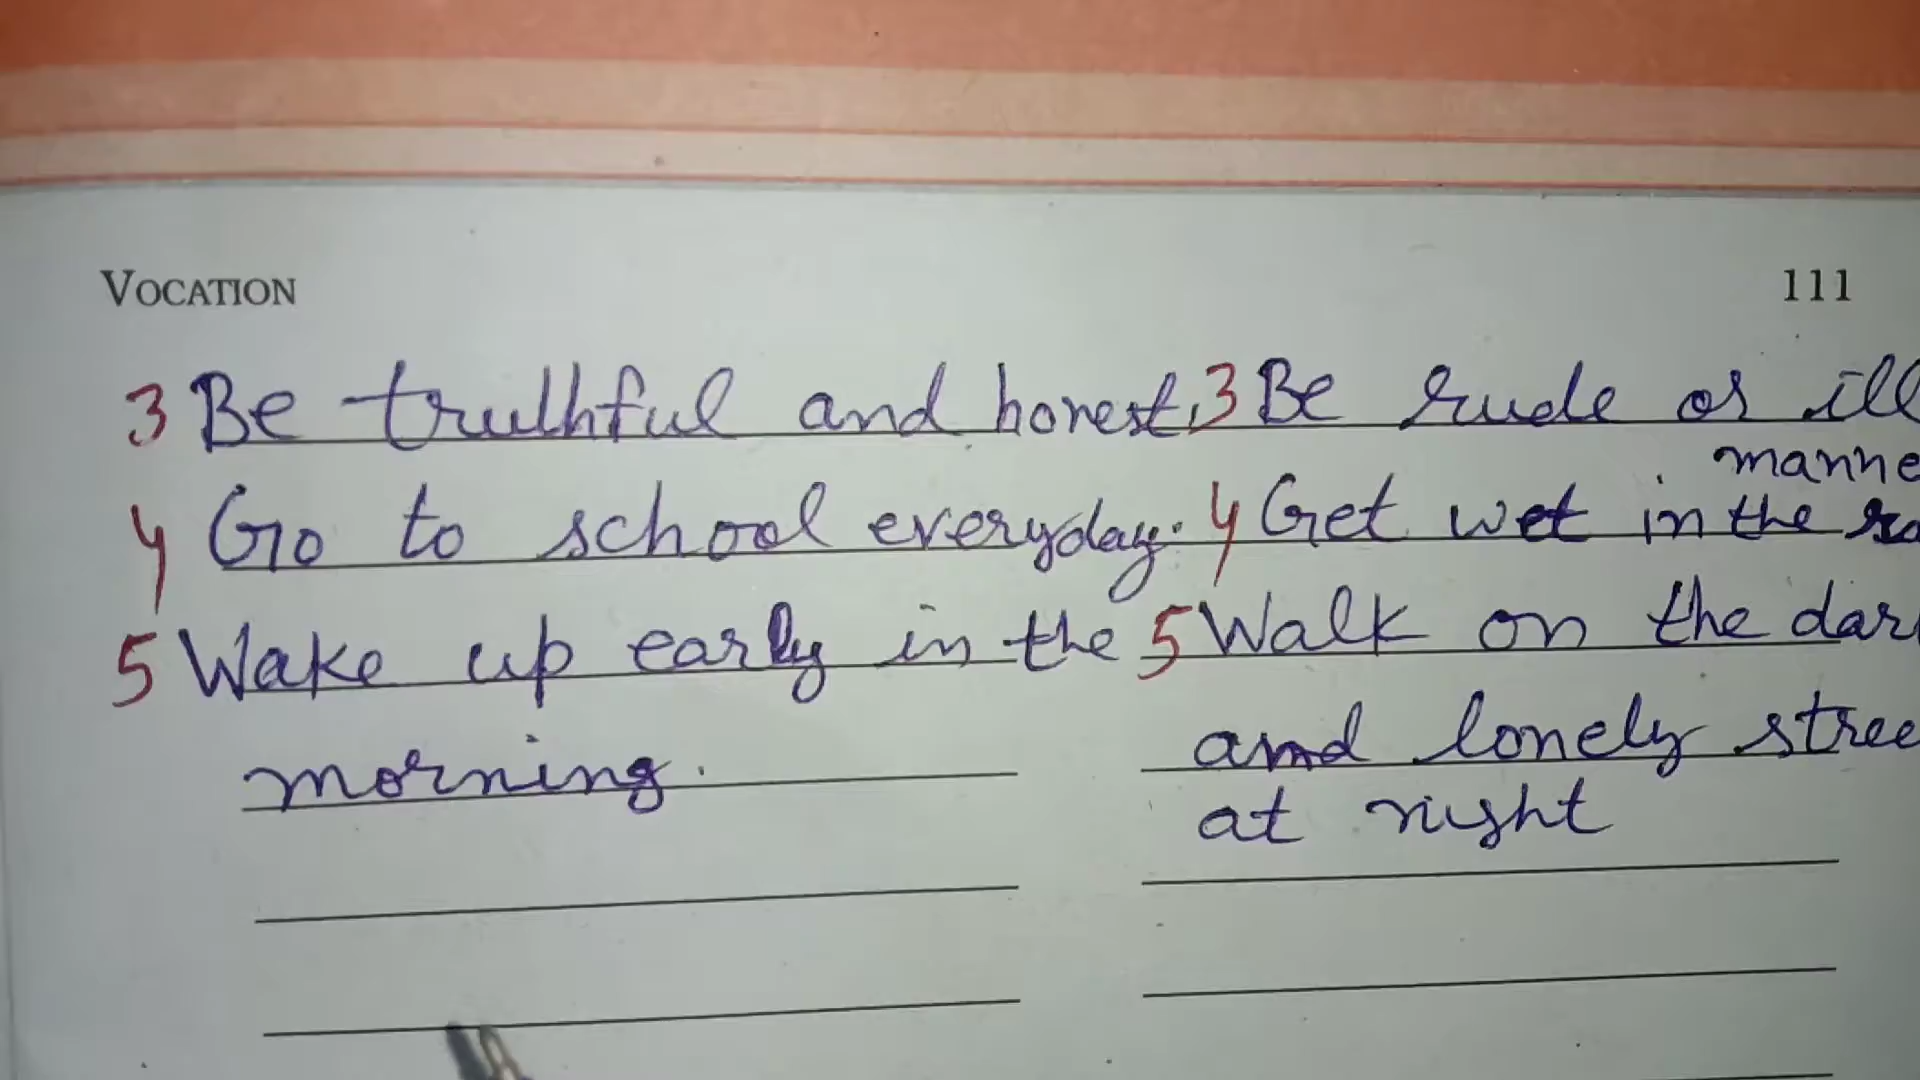 VOCATION 111
3 Be truthful and honest. 3 Be rude or ill
manne
4 Go to school everyday. 4 Get wet in the
5 Wake up early in the 5 Walk on the dar
morning. and lonely stree
at night